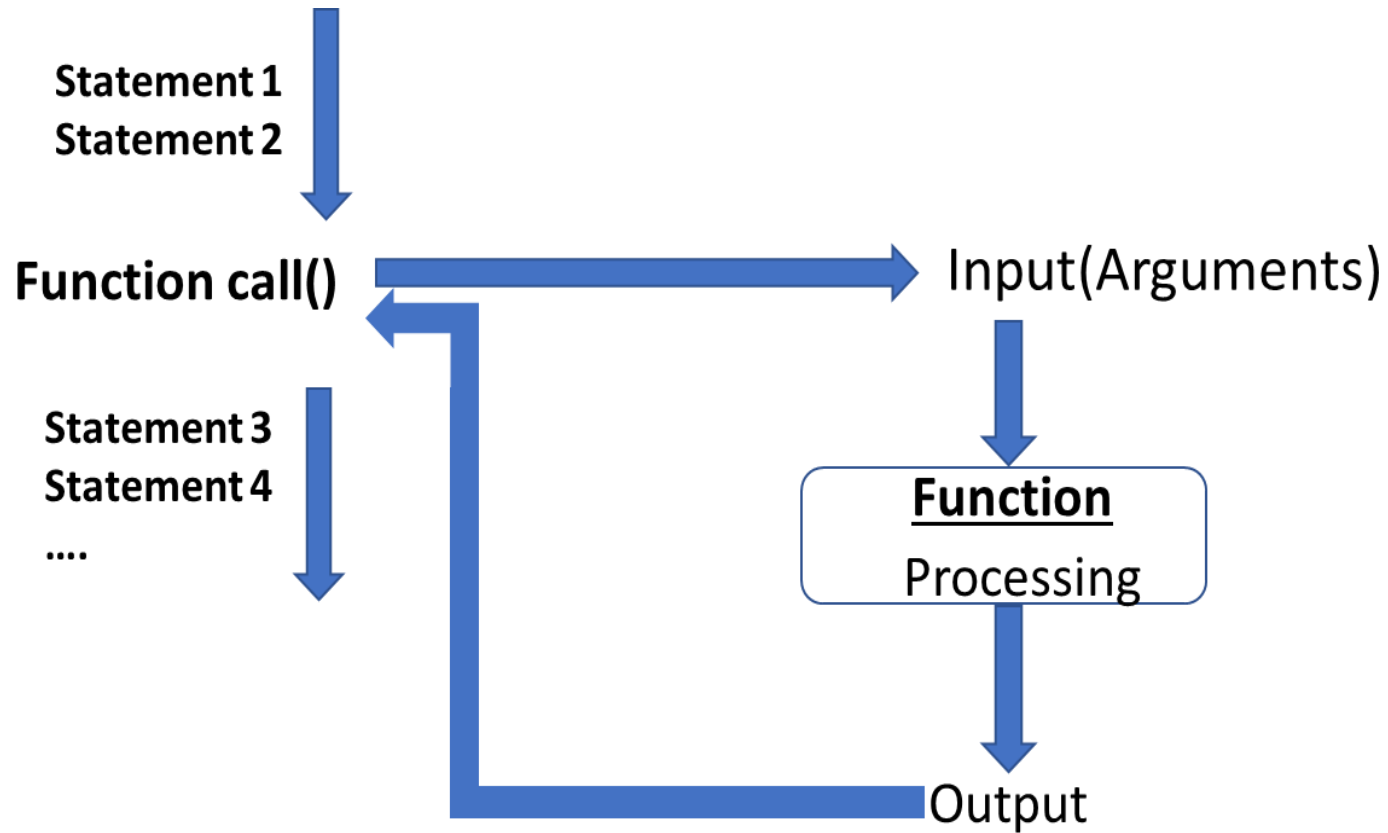 Statement 1
Statement 2
Function call()
Input(Arguments)
Statement 3
Statement 4
....
Function
Processing
Output